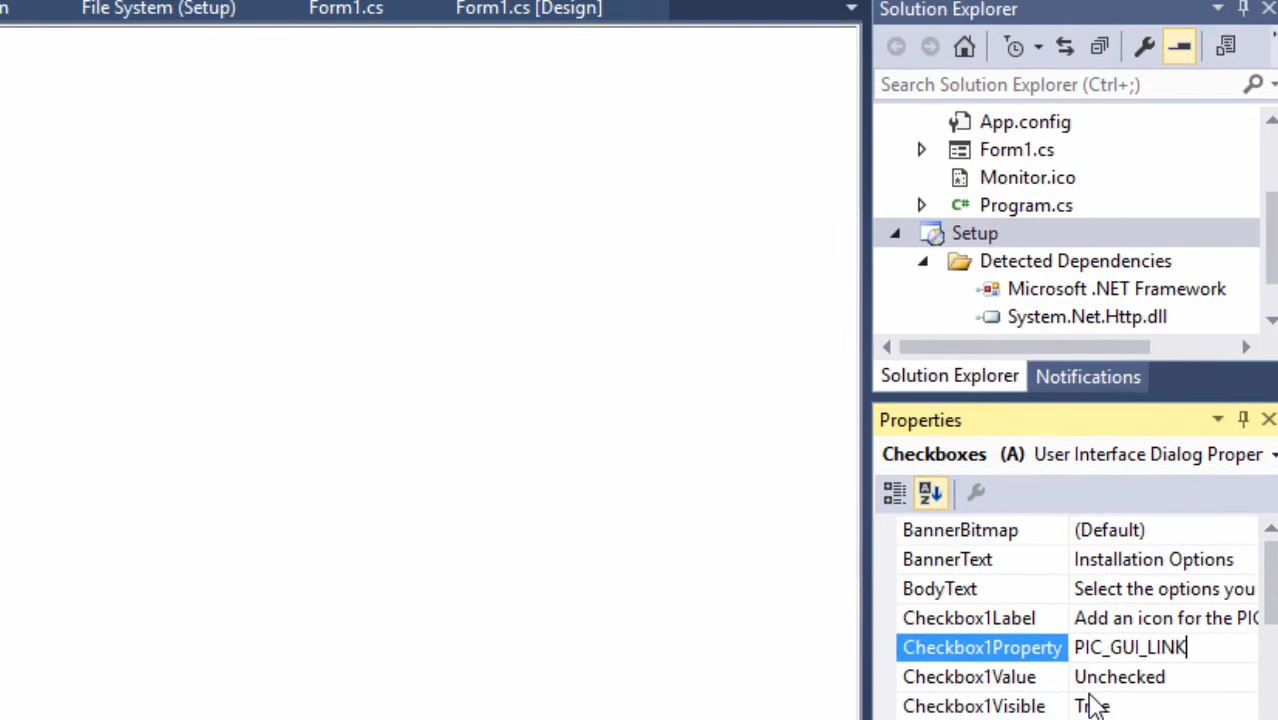 File System (Setup) Form1.cs Form1.cs [Design]
Solution Explorer
Search Solution Explorer (Ctrl+;)
App.config
Form1.cs
Monitor.ico
C# Program.cs
Setup
Detected Dependencies
Microsoft .NET Framework
System.Net.Http.dll
Solution Explorer Notifications
Properties
Checkboxes (A) User Interface Dialog Proper
BannerBitmap (Default)
BannerText Installation Options
BodyText Select the options you
Checkbox1Label Add an icon for the PIC
Checkbox1Property PIC_GUI_LINK
Checkbox1Value Unchecked
Checkbox1Visible True